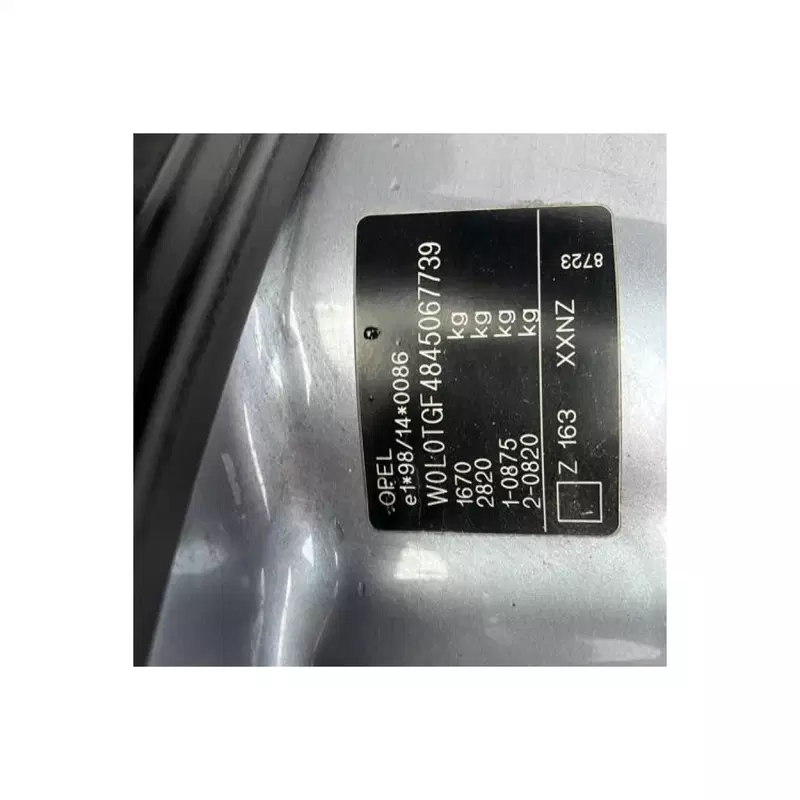 OPEL
e1*98/14*0086
W0L0TGF4845067739
1670 kg
2820 kg
1-0875 kg
2-0820 kg
Z 163 XXNZ
8723